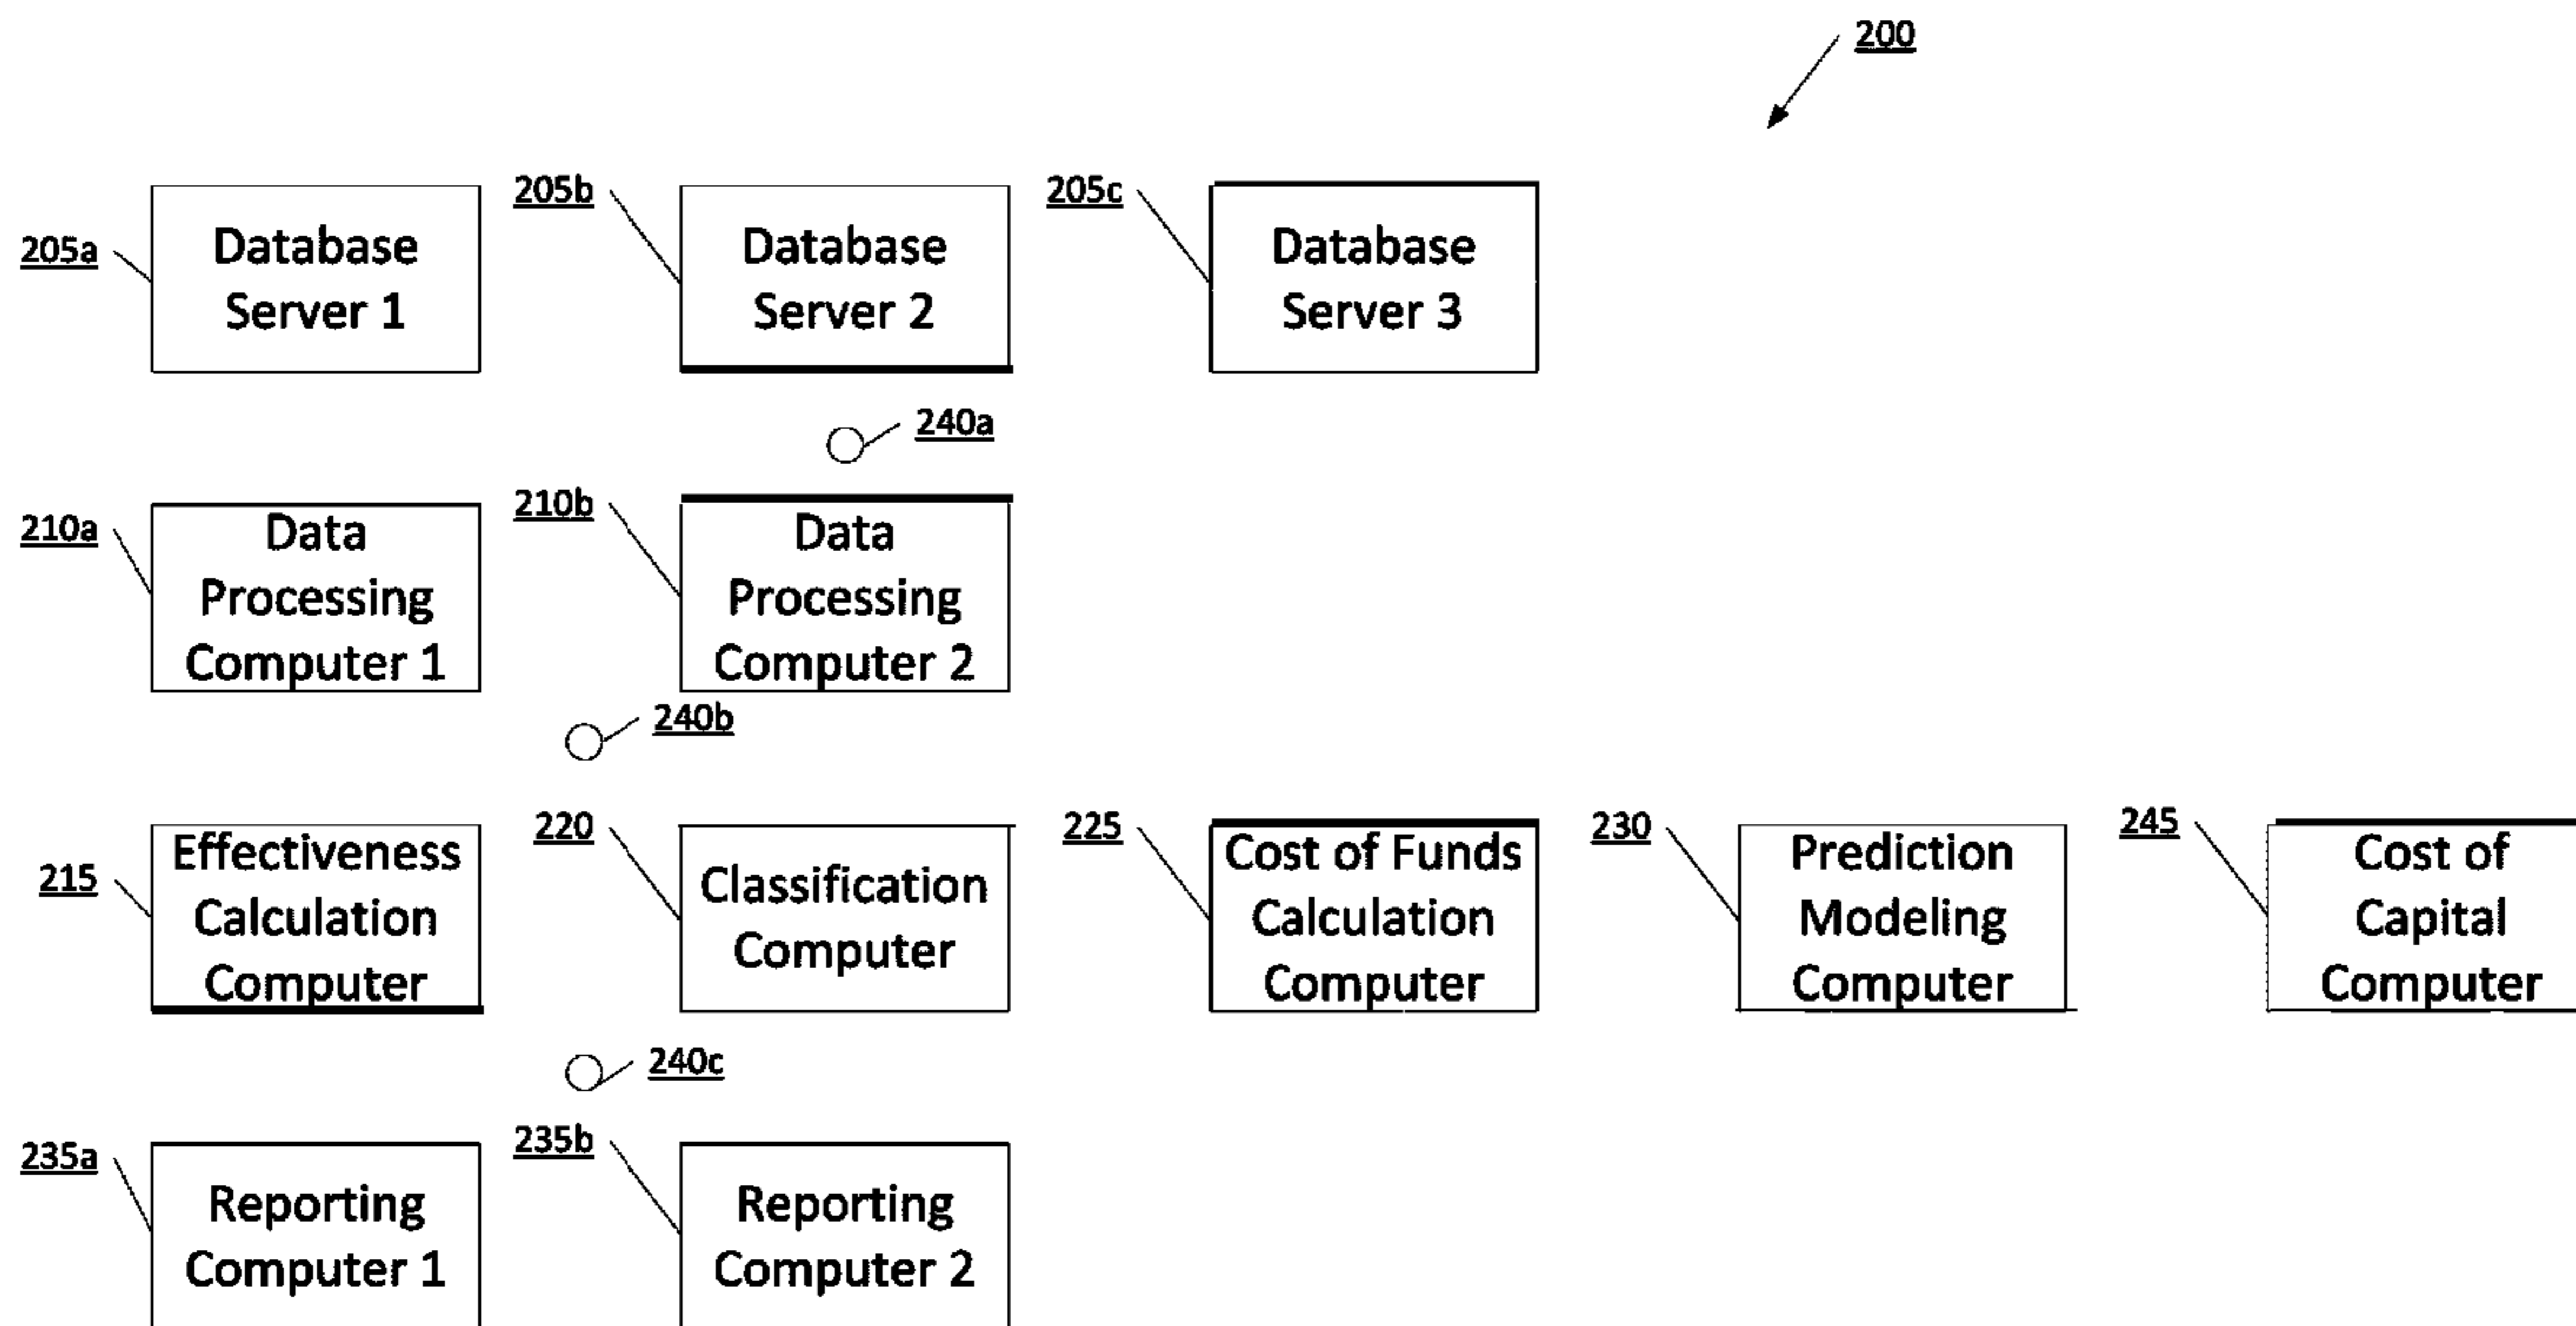 200
205a
Database
Server 1
205b
Database
Server 2
205c
Database
Server 3
240a
210a
Data
Processing
Computer 1
210b
Data
Processing
Computer 2
240b
215
Effectiveness
Calculation
Computer
220
Classification
Computer
225
Cost of Funds
Calculation
Computer
230
Prediction
Modeling
Computer
245
Cost of
Capital
Computer
240c
235a
Reporting
Computer 1
235b
Reporting
Computer 2